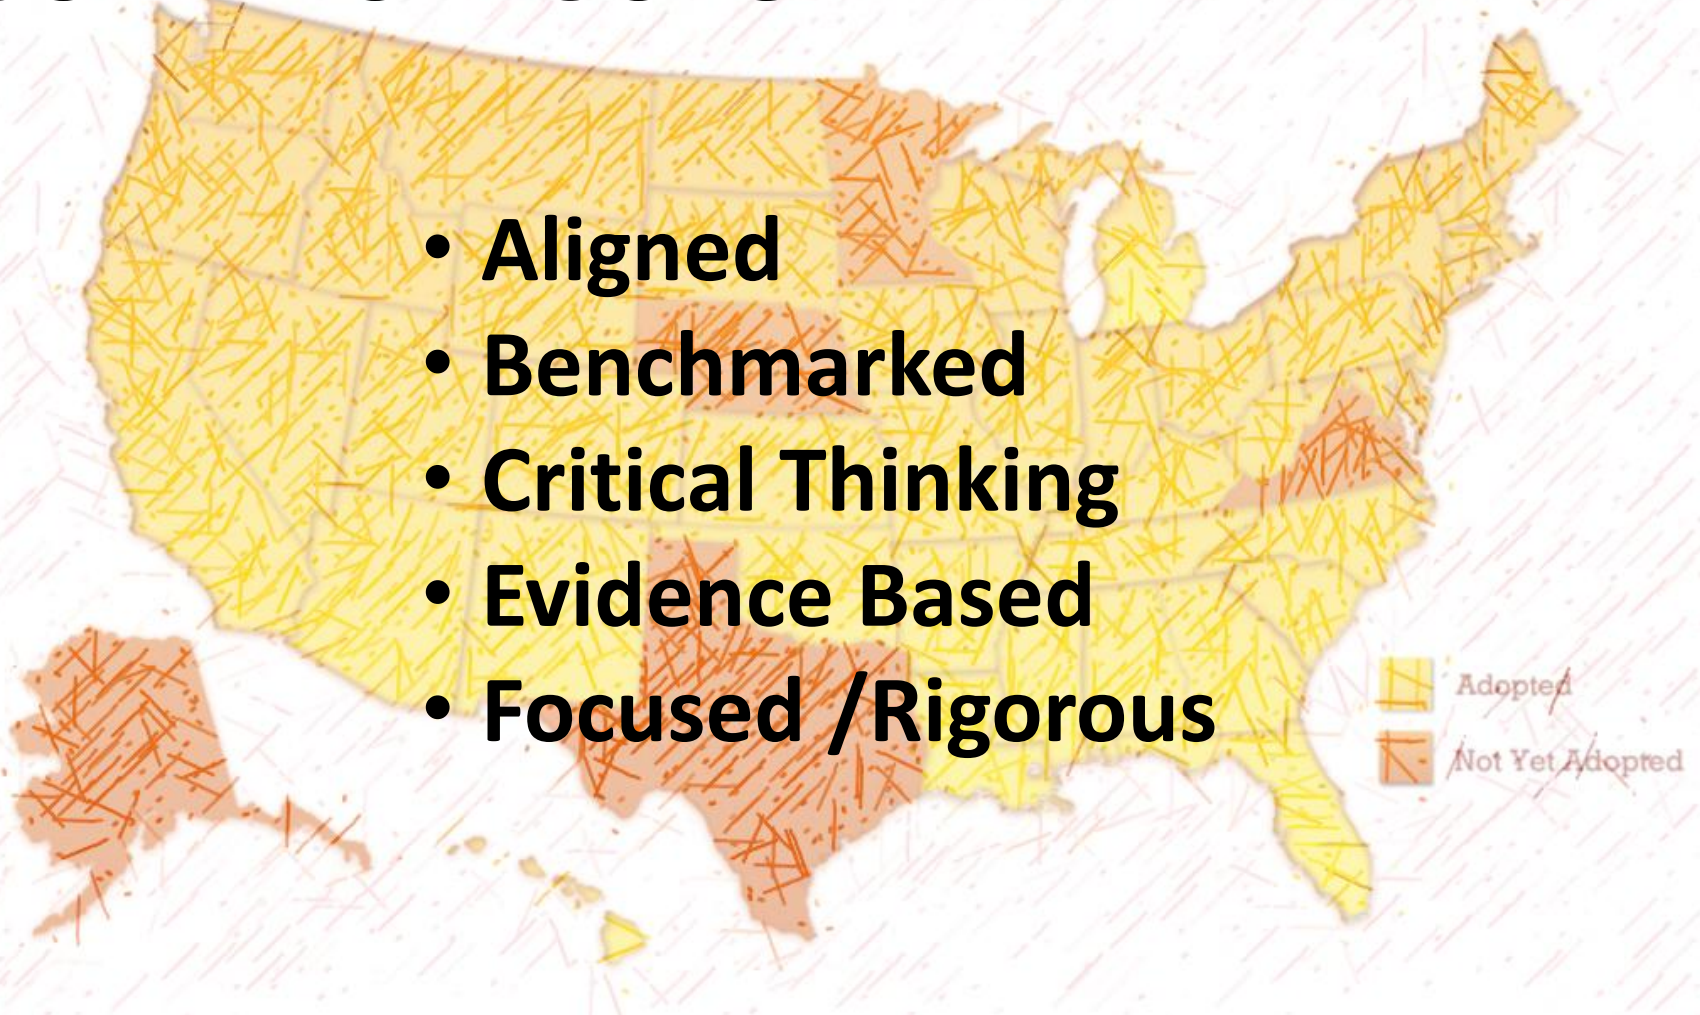 • Aligned
• Benchmarked
• Critical Thinking
• Evidence Based
• Focused /Rigorous
Adopted
Not Yet Adopted